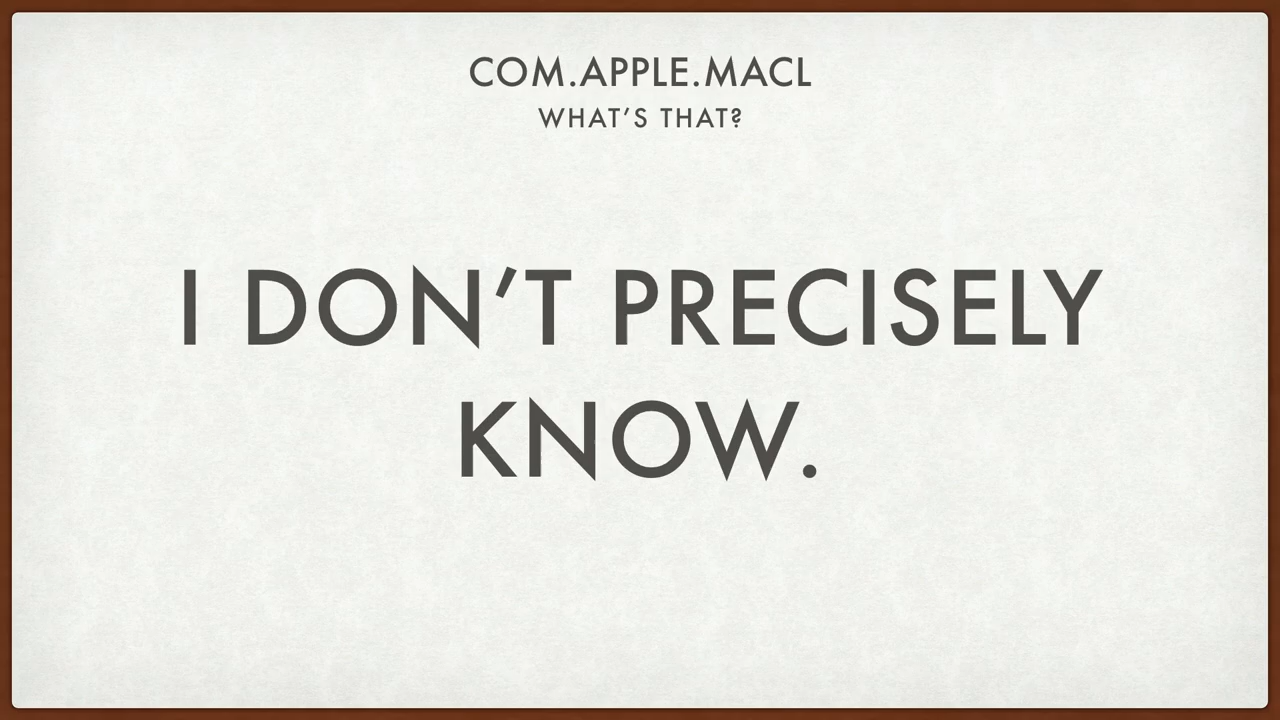 COM.APPLE.MACL
WHAT’S THAT?
I DON’T PRECISELY
KNOW.